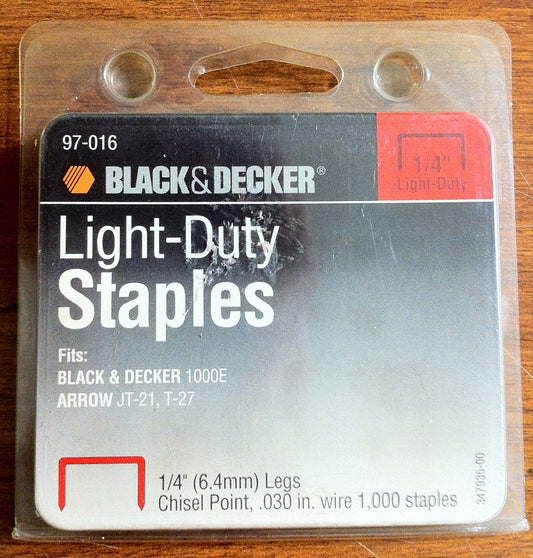 97-016
1/4"
Light-Duty
BLACK&DECKER®
Light-Duty
Staples
Fits:
BLACK & DECKER 1000E
ARROW JT-21, T-27
1/4" (6.4mm) Legs
Chisel Point, .030 in. wire 1,000 staples
347935-00